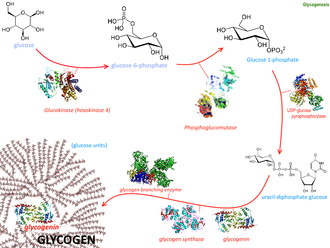 Glycogenesis
glucose
glucose-6-phosphate
Glucose 1-phosphate
Glucokinase (hexokinase 4)
Phosphoglucomutase
UDP-glucose
pyrophosphorylase
(glucose units)
glycogen branching enzyme
uracil-diphosphate glucose
glycogenin
GLYCOGEN
glycogen synthase
glycogenin